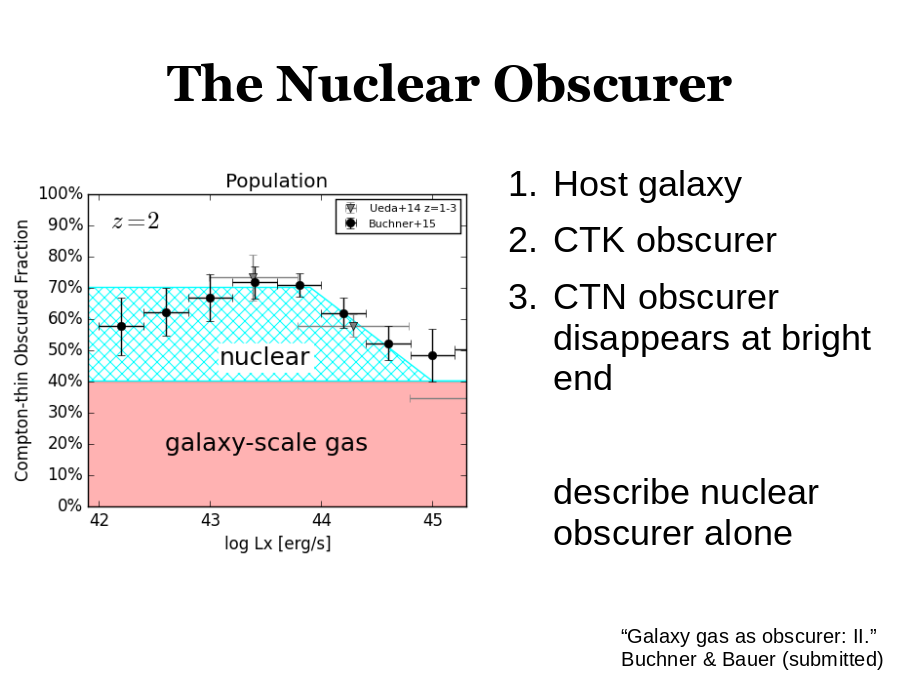 The Nuclear Obscurer
Population
100%
90%
80%
70%
60%
50%
40%
30%
20%
10%
0%
Compton-thin Obscured Fraction
z=2
Ueda+14 z=1-3
Buchner+15
nuclear
galaxy-scale gas
42
43
44
45
log Lx [erg/s]
1. Host galaxy
2. CTK obscurer
3. CTN obscurer
disappears at bright
end
describe nuclear
obscurer alone
“Galaxy gas as obscurer: II.”
Buchner & Bauer (submitted)